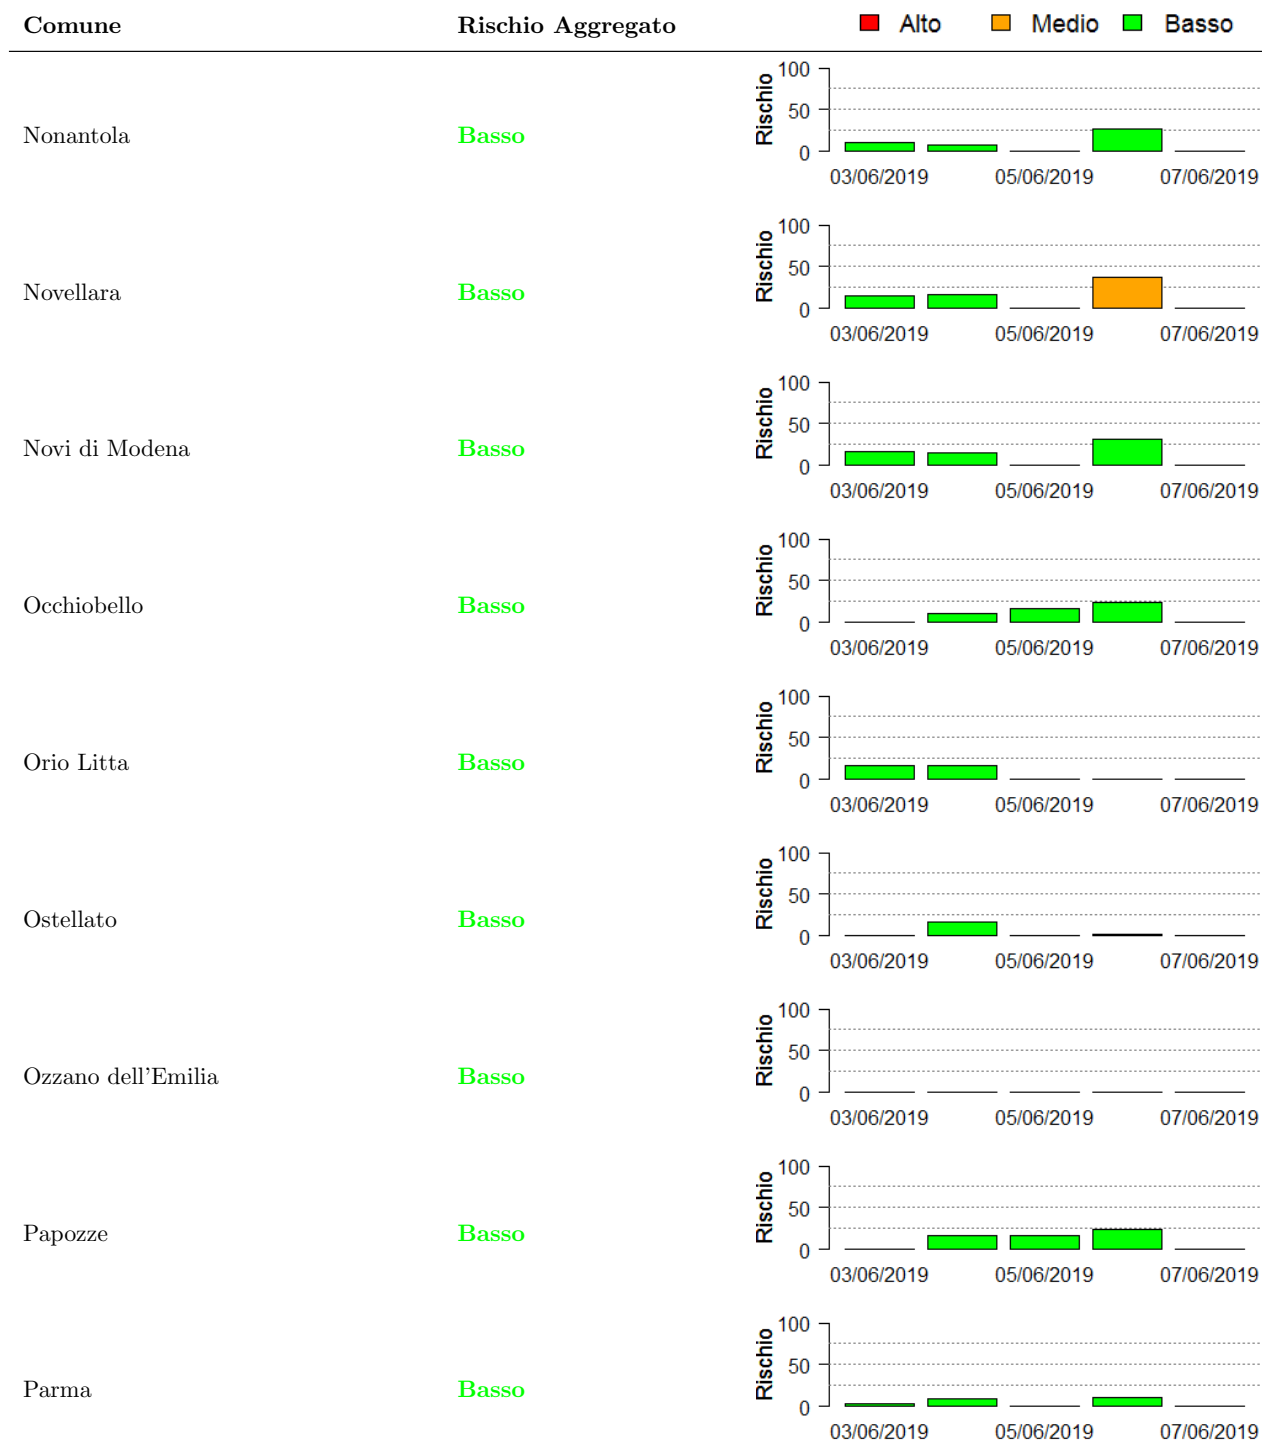 Comune Rischio Aggregato Alto Medio Basso
Nonantola Basso
Rischio
100
50
0
03/06/2019 05/06/2019 07/06/2019
Novellara Basso
Rischio
100
50
0
03/06/2019 05/06/2019 07/06/2019
Novi di Modena Basso
Rischio
100
50
0
03/06/2019 05/06/2019 07/06/2019
Occhiobello Basso
Rischio
100
50
0
03/06/2019 05/06/2019 07/06/2019
Orio Litta Basso
Rischio
100
50
0
03/06/2019 05/06/2019 07/06/2019
Ostellato Basso
Rischio
100
50
0
03/06/2019 05/06/2019 07/06/2019
Ozzano dell'Emilia Basso
Rischio
100
50
0
03/06/2019 05/06/2019 07/06/2019
Papozze Basso
Rischio
100
50
0
03/06/2019 05/06/2019 07/06/2019
Parma Basso
Rischio
100
50
0
03/06/2019 05/06/2019 07/06/2019